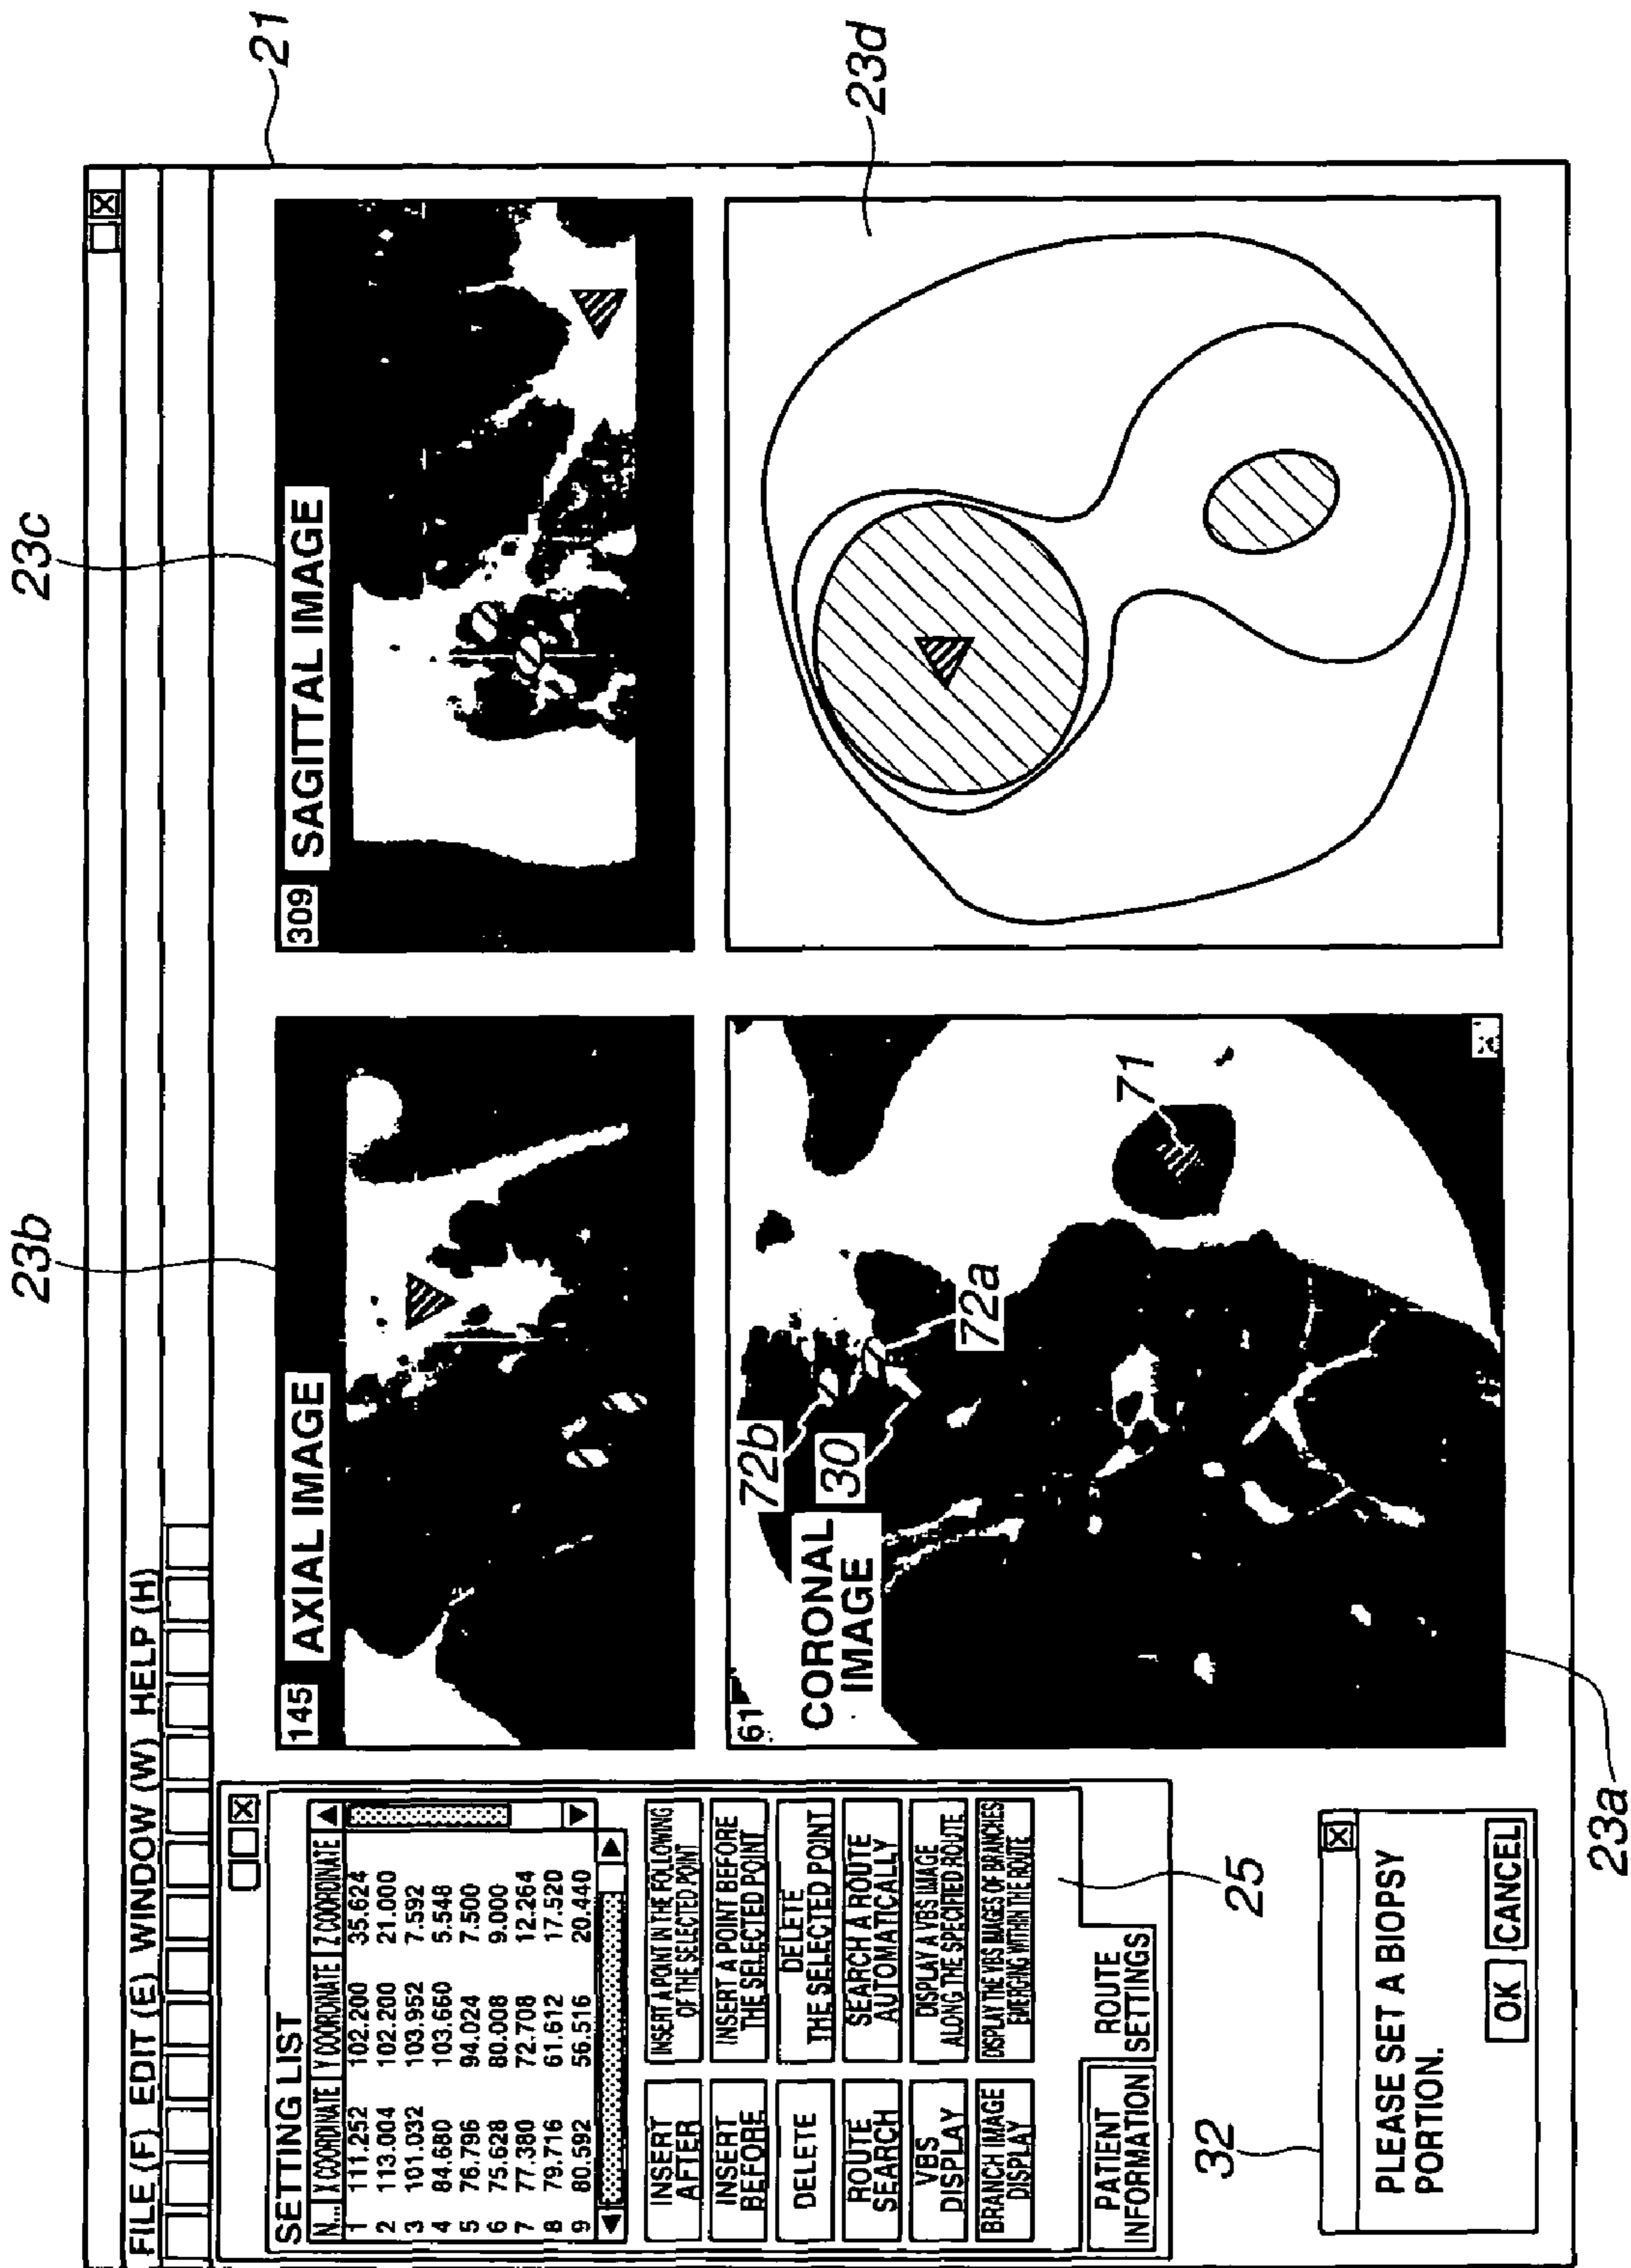 23b
23c
21
FILE (F) EDIT (E) WINDOW (W) HELP (H)
SETTING LIST
N... X COORDINATE Y COORDINATE Z COORDINATE
1 111.252 102.200 35.624
2 113.004 102.200 21.000
3 101.032 103.952 7.592
4 84.680 103.660 5.548
5 76.796 94.024 7.500
6 75.628 80.008 9.000
7 77.380 72.708 12.264
8 79.716 61.612 17.520
9 80.592 56.516 20.440
INSERT
AFTER
INSERT A POINT IN THE FOLLOWING
OF THE SELECTED POINT
INSERT
BEFORE
INSERT A POINT BEFORE
THE SELECTED POINT
DELETE
DELETE
THE SELECTED POINT
ROUTE
SEARCH
SEARCH A ROUTE
AUTOMATICALLY
VBS
DISPLAY
DISPLAY A VBS IMAGE
ALONG THE SPECIFIED ROUTE
BRANCH IMAGE
DISPLAY
DISPLAY THE VBS IMAGES OF BRANCHES
EMERGING WITHIN THE ROUTE
PATIENT
INFORMATION
ROUTE
SETTINGS
25
32
PLEASE SET A BIOPSY
PORTION.
OK CANCEL
145 AXIAL IMAGE
309 SAGITTAL IMAGE
61
CORONAL
IMAGE
72b
30
72a
71
23d
23a